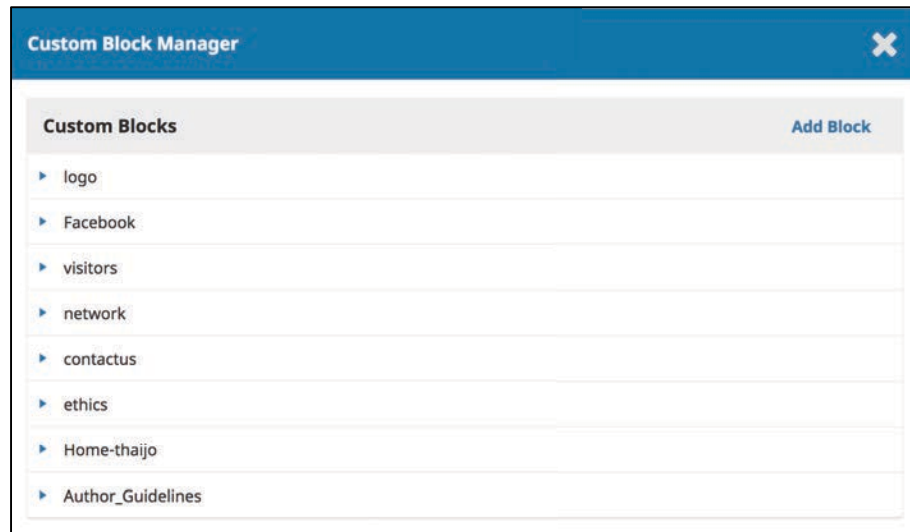 Custom Block Manager
Custom Blocks Add Block
logo
Facebook
visitors
network
contactus
ethics
Home-thaijo
Author_Guidelines